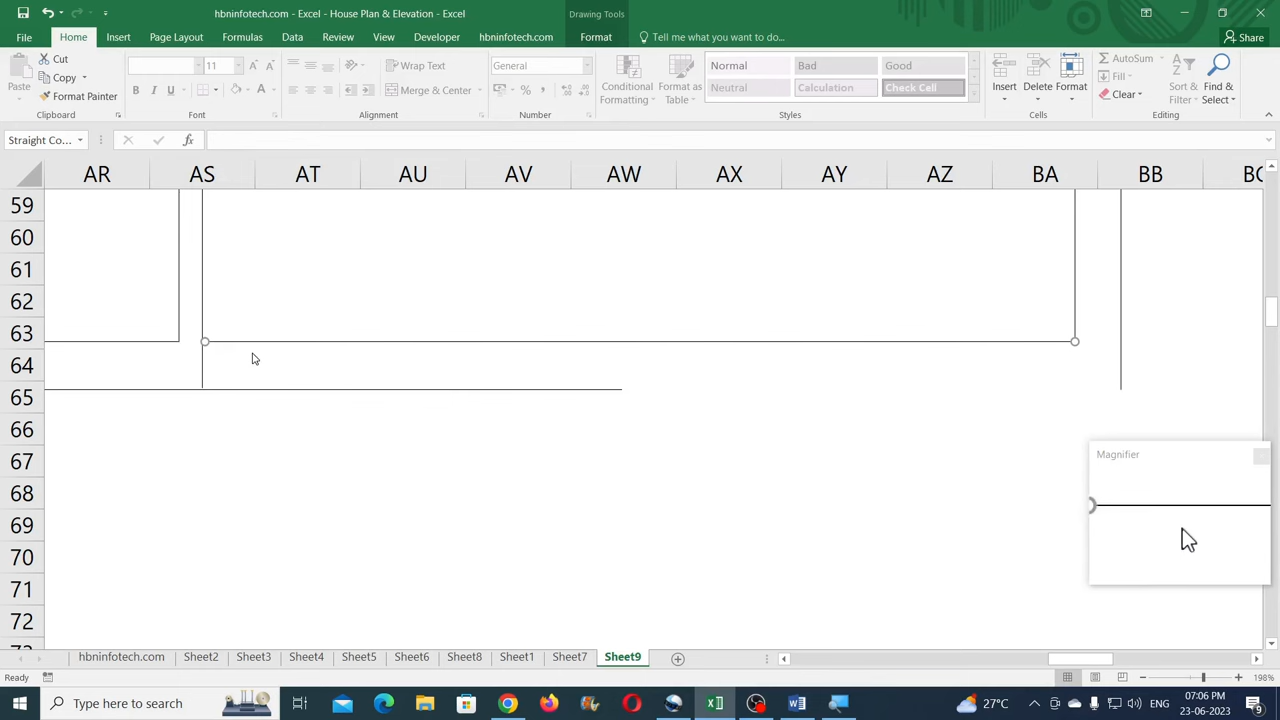 hbninfotech.com - Excel - House Plan & Elevation - Excel
Drawing Tools
File
Home
Insert
Page Layout
Formulas
Data
Review
View
Developer
hbninfotech.com
Format
Tell me what you want to do...
Share
Paste
Cut
Copy
Format Painter
Clipboard
11
B I U
Font
Wrap Text
Merge & Center
Alignment
General
%
Number
Conditional Formatting
Format as Table
Normal
Bad
Good
Neutral
Calculation
Check Cell
Styles
Insert
Delete
Format
Cells
AutoSum
Fill
Clear
Sort & Filter
Find & Select
Editing
Straight Co...
fx
AR AS AT AU AV AW AX AY AZ BA BB BC
59
60
61
62
63
64
65
66
67
68
69
70
71
72
Magnifier
hbninfotech.com
Sheet2
Sheet3
Sheet4
Sheet5
Sheet6
Sheet8
Sheet1
Sheet7
Sheet9
Ready
198%
Type here to search
27°C
ENG
07:06 PM
23-06-2023
9